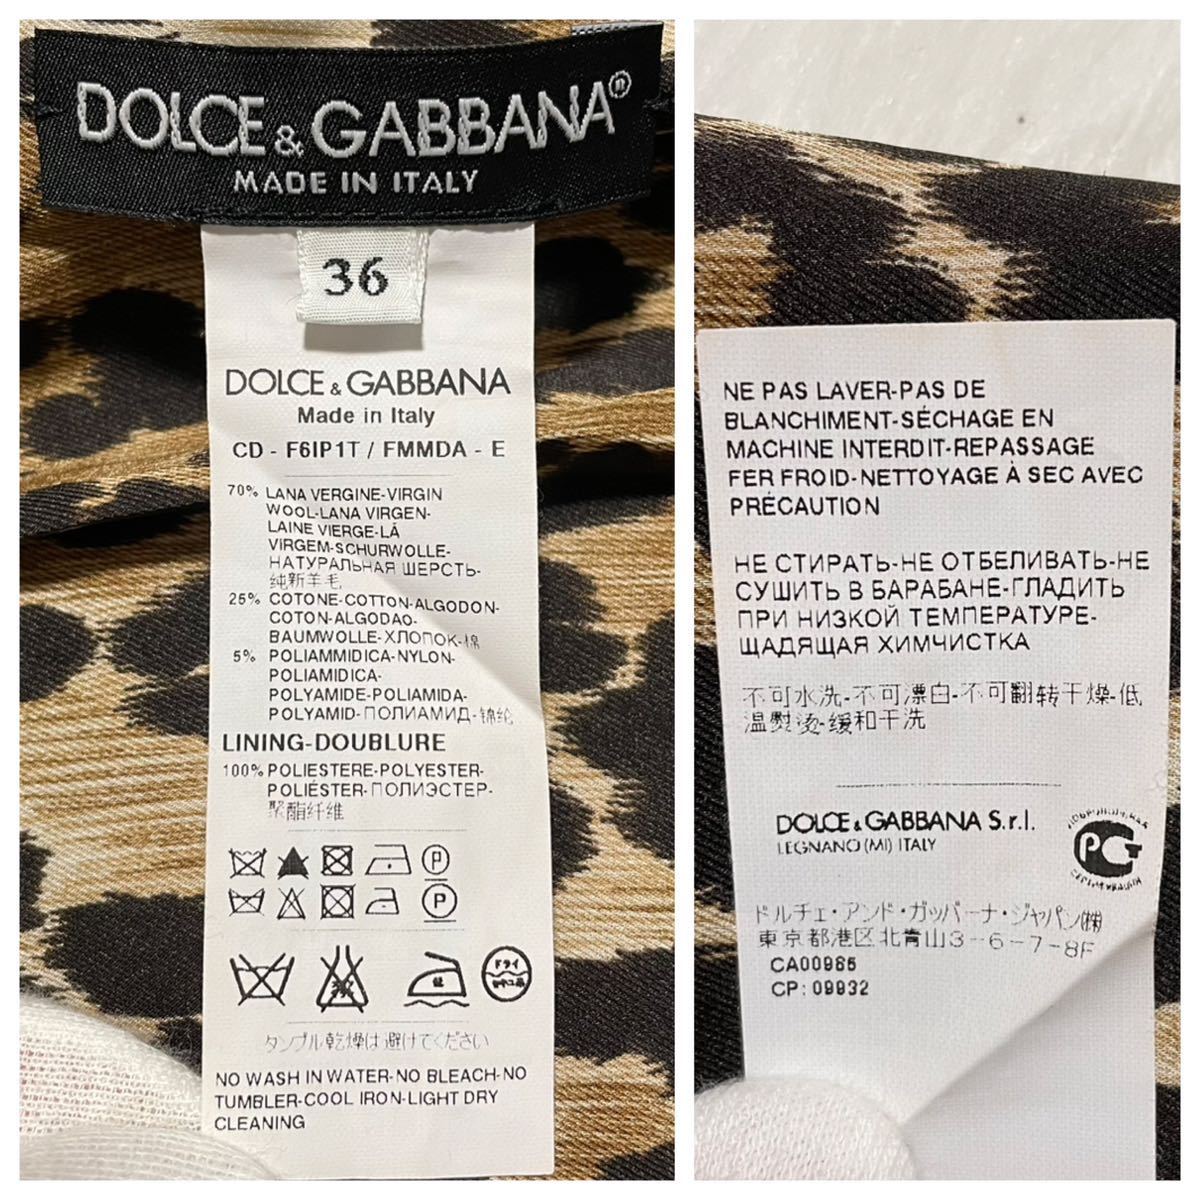 DOLCE & GABBANA®
MADE IN ITALY
36
DOLCE & GABBANA
Made in Italy
CD - F6IP1T / FMMDA - E
70% LANA VERGINE-VIRGIN
WOOL-LANA VIRGEN-
LAINE VIERGE-LÃ
VIRGEM-SCHURWOLLE-
НАТУРАЛЬНАЯ ШЕРСТЬ-
纯新羊毛
25% COTONE-COTTON-ALGODON-
COTON-ALGODAO-
BAUMWOLLE-ХЛОПОК-棉
5% POLIAMMIDICA-NYLON-
POLIAMIDICA-
POLYAMIDE-POLIAMIDA-
POLYAMID-ПОЛИАМИД-锦纶
LINING-DOUBLURE
100% POLIESTERE-POLYESTER-
POLIÉSTER-ПОЛИЭСТЕР-
聚酯纤维
P
P
ドライ
タンブル乾燥は避けてください
NO WASH IN WATER-NO BLEACH-NO
TUMBLER-COOL IRON-LIGHT DRY
CLEANING
NE PAS LAVER-PAS DE
BLANCHIMENT-SÉCHAGE EN
MACHINE INTERDIT-REPASSAGE
FER FROID-NETTOYAGE À SEC AVEC
PRÉCAUTION
НЕ СТИРАТЬ-НЕ ОТБЕЛИВАТЬ-НЕ
СУШИТЬ В БАРАБАНЕ-ГЛАДИТЬ
ПРИ НИЗКОЙ ТЕМПЕРАТУРЕ-
ЩАДЯЩАЯ ХИМЧИСТКА
不可水洗-不可漂白-不可翻转干燥-低
温熨烫-缓和干洗
DOLCE & GABBANA S.r.l.
LEGNANO (MI) ITALY
ДОБРОВОЛЬНАЯ
РСТ
СЕРТИФИКАЦИЯ
ドルチェ・アンド・ガッバーナ・ジャパン(株)
東京都港区北青山3-6-7-8F
CA00965
CP: 09932